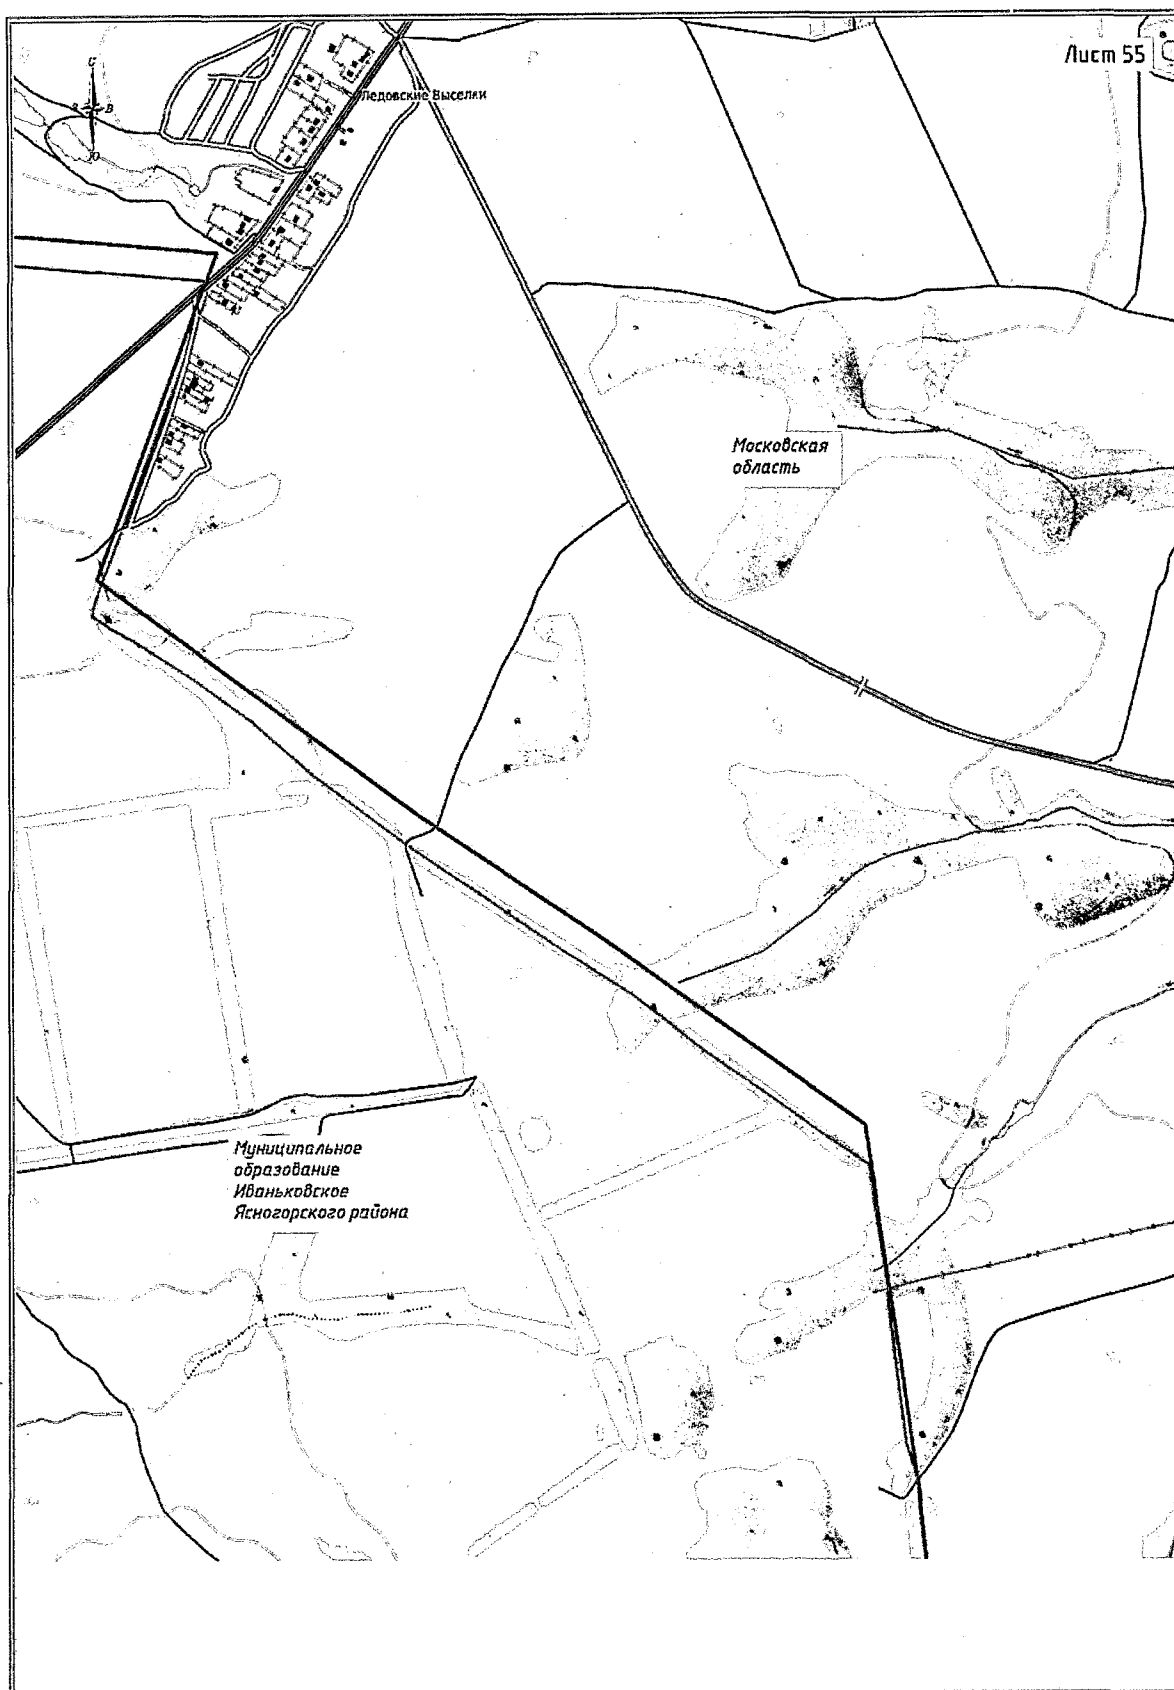 Лист 55
С
З В
Ю
Ледовские Выселки
Московская
область
Муниципальное
образование
Иваньковское
Ясногорского района